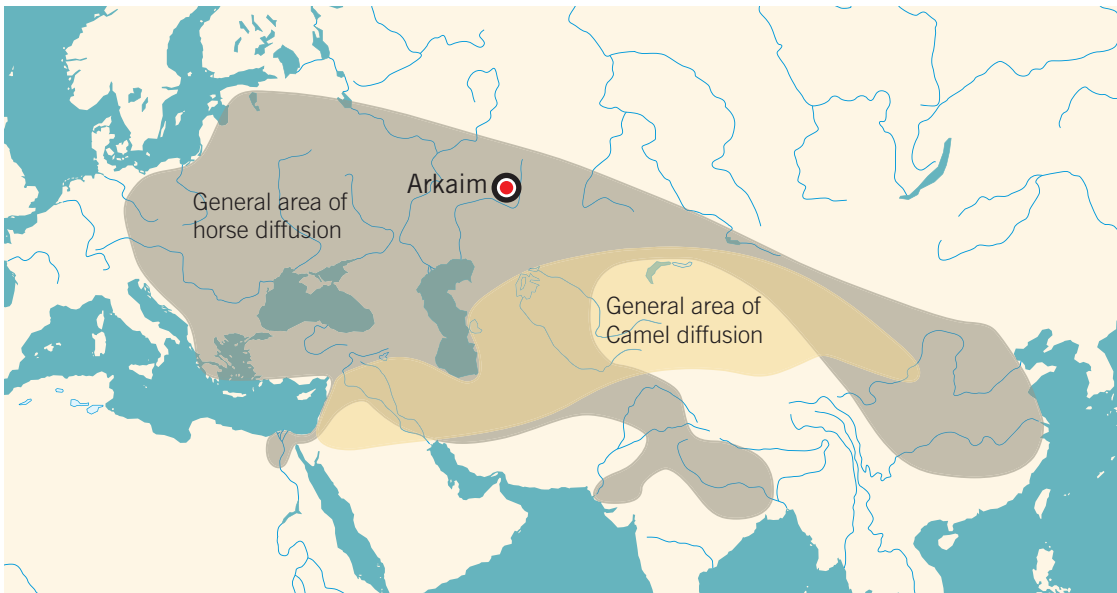 Arkaim
General area of
horse diffusion
General area of
Camel diffusion